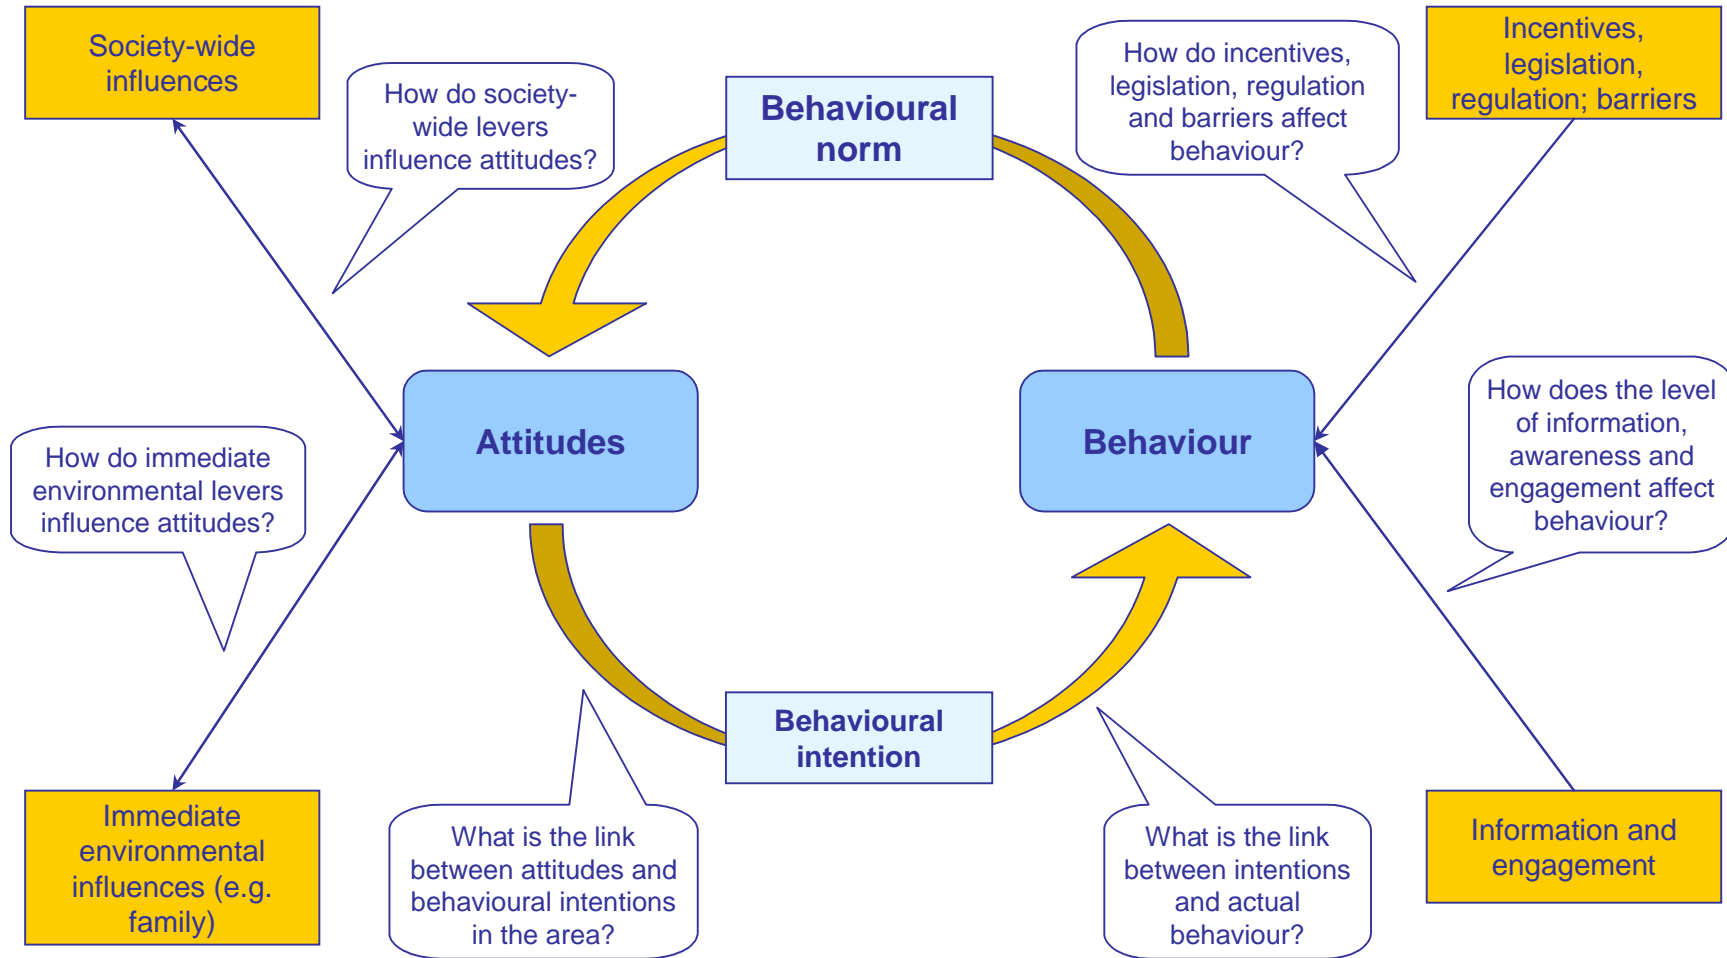 Society-wide
influences
How do society-
wide levers
influence attitudes?
Behavioural
norm
How do incentives,
legislation, regulation
and barriers affect
behaviour?
Incentives,
legislation,
regulation; barriers
How do immediate
environmental levers
influence attitudes?
Attitudes
Behaviour
How does the level
of information,
awareness and
engagement affect
behaviour?
Behavioural
intention
Immediate
environmental
influences (e.g.
family)
What is the link
between attitudes and
behavioural intentions
in the area?
What is the link
between intentions
and actual
behaviour?
Information and
engagement